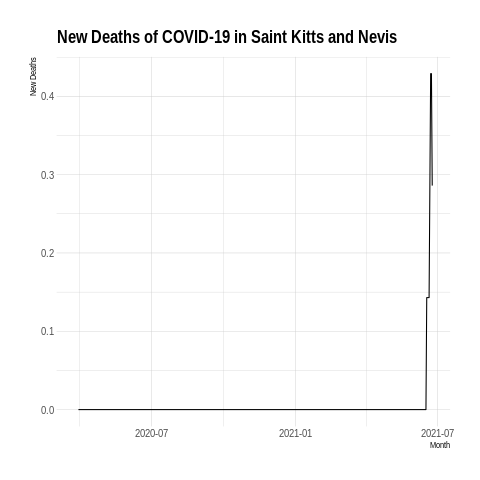 New Deaths of COVID-19 in Saint Kitts and Nevis
New Deaths
0.4
0.3
0.2
0.1
0.0
2020-07
2021-01
2021-07
Month